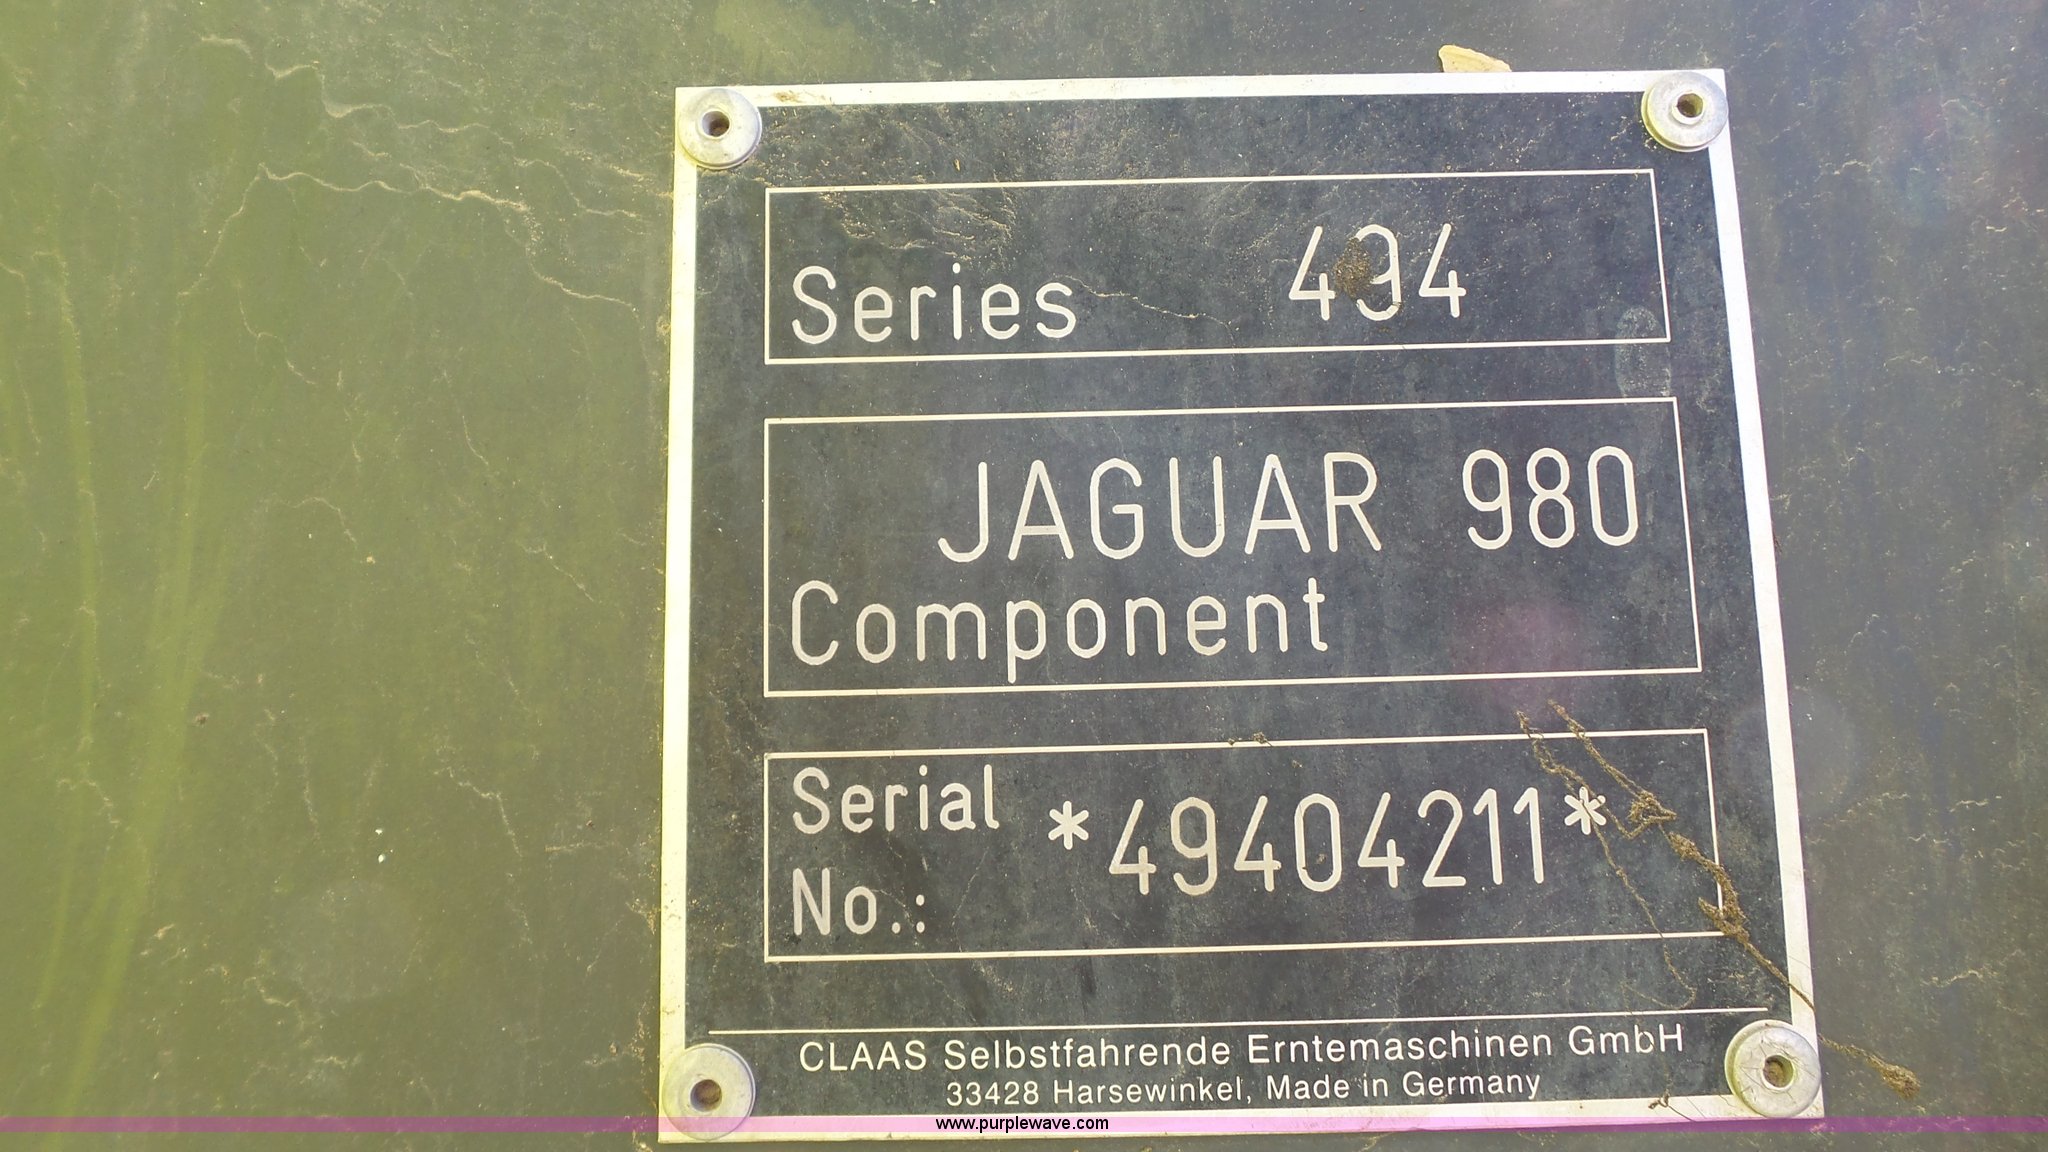 Series 494
JAGUAR 980
Component
Serial
No.: *49404211*
CLAAS Selbstfahrende Erntemaschinen GmbH
33428 Harsewinkel, Made in Germany
www.purplewave.com